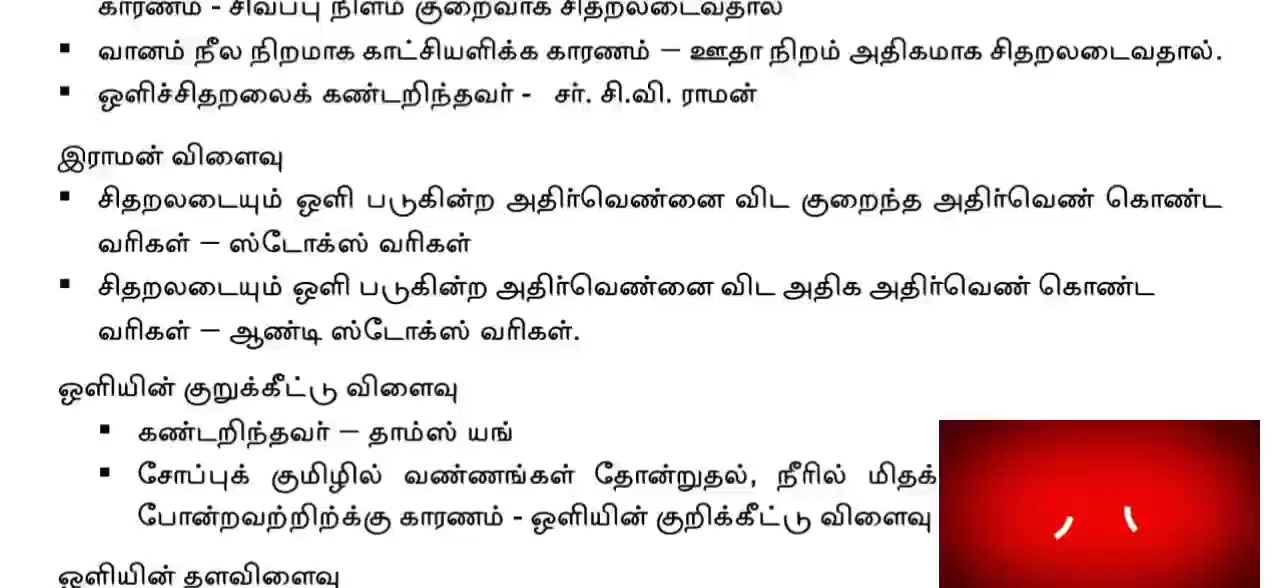 காரணம் - சிவப்பு நிளம் குறைவாக சிதறலடைவதால்
▪ வானம் நீல நிறமாக காட்சியளிக்க காரணம் – ஊதா நிறம் அதிகமாக சிதறலடைவதால்.
▪ ஒளிச்சிதறலைக் கண்டறிந்தவர் - சர். சி.வி. ராமன்
இராமன் விளைவு
▪ சிதறலடையும் ஒளி படுகின்ற அதிர்வெண்னை விட குறைந்த அதிர்வெண் கொண்ட
வரிகள் – ஸ்டோக்ஸ் வரிகள்
▪ சிதறலடையும் ஒளி படுகின்ற அதிர்வெண்னை விட அதிக அதிர்வெண் கொண்ட
வரிகள் – ஆண்டி ஸ்டோக்ஸ் வரிகள்.
ஒளியின் குறுக்கீட்டு விளைவு
▪ கண்டறிந்தவர் – தாம்ஸ் யங்
▪ சோப்புக் குமிழில் வண்ணங்கள் தோன்றுதல், நீரில் மிதக்
போன்றவற்றிற்க்கு காரணம் - ஒளியின் குறிக்கீட்டு விளைவு
ஒளியின் தளவிளைவு